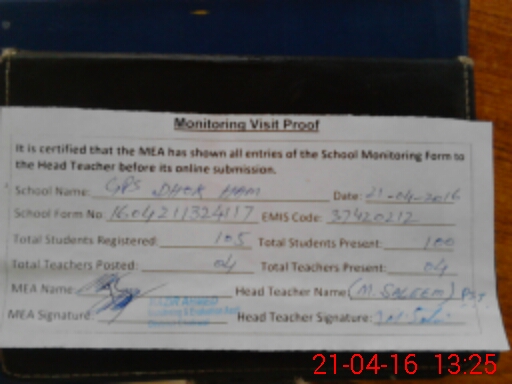 Monitoring Visit Proof
It is certified that the MEA has shown all entries of the School Monitoring Form to
the Head Teacher before its online submission.
School Name: GPS DHOK HAM Date: 21-04-2016
School Form No 1604211324117 EMIS Code: 37420212
Total Students Registered: 105 Total Students Present: 100
Total Teachers Posted: 04 Total Teachers Present: 04
MEA Name: Head Teacher Name: (M. SALEEM) PST
MEA Signature: Head Teacher Signature:
21-04-16 13:25